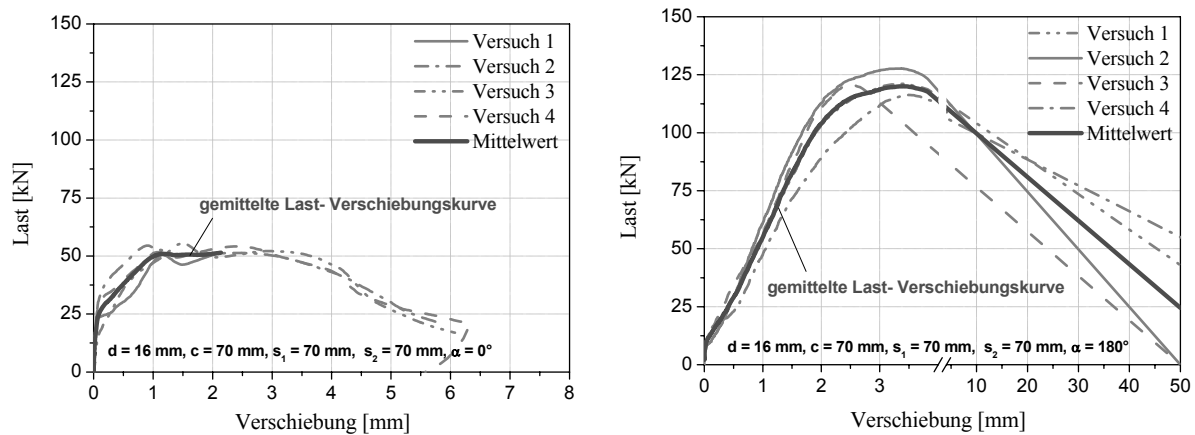 150
125
100
75
50
25
0
Last [kN]
Versuch 1
Versuch 2
Versuch 3
Versuch 4
Mittelwert
gemittelte Last- Verschiebungskurve
d = 16 mm, c = 70 mm, s1 = 70 mm, s2 = 70 mm, α = 0°
0 1 2 3 4 5 6 7 8
Verschiebung [mm]
150
125
100
75
50
25
0
Last [kN]
Versuch 1
Versuch 2
Versuch 3
Versuch 4
Mittelwert
gemittelte Last- Verschiebungskurve
d = 16 mm, c = 70 mm, s1 = 70 mm, s2 = 70 mm, α = 180°
0 1 2 3 10 20 30 40 50
Verschiebung [mm]